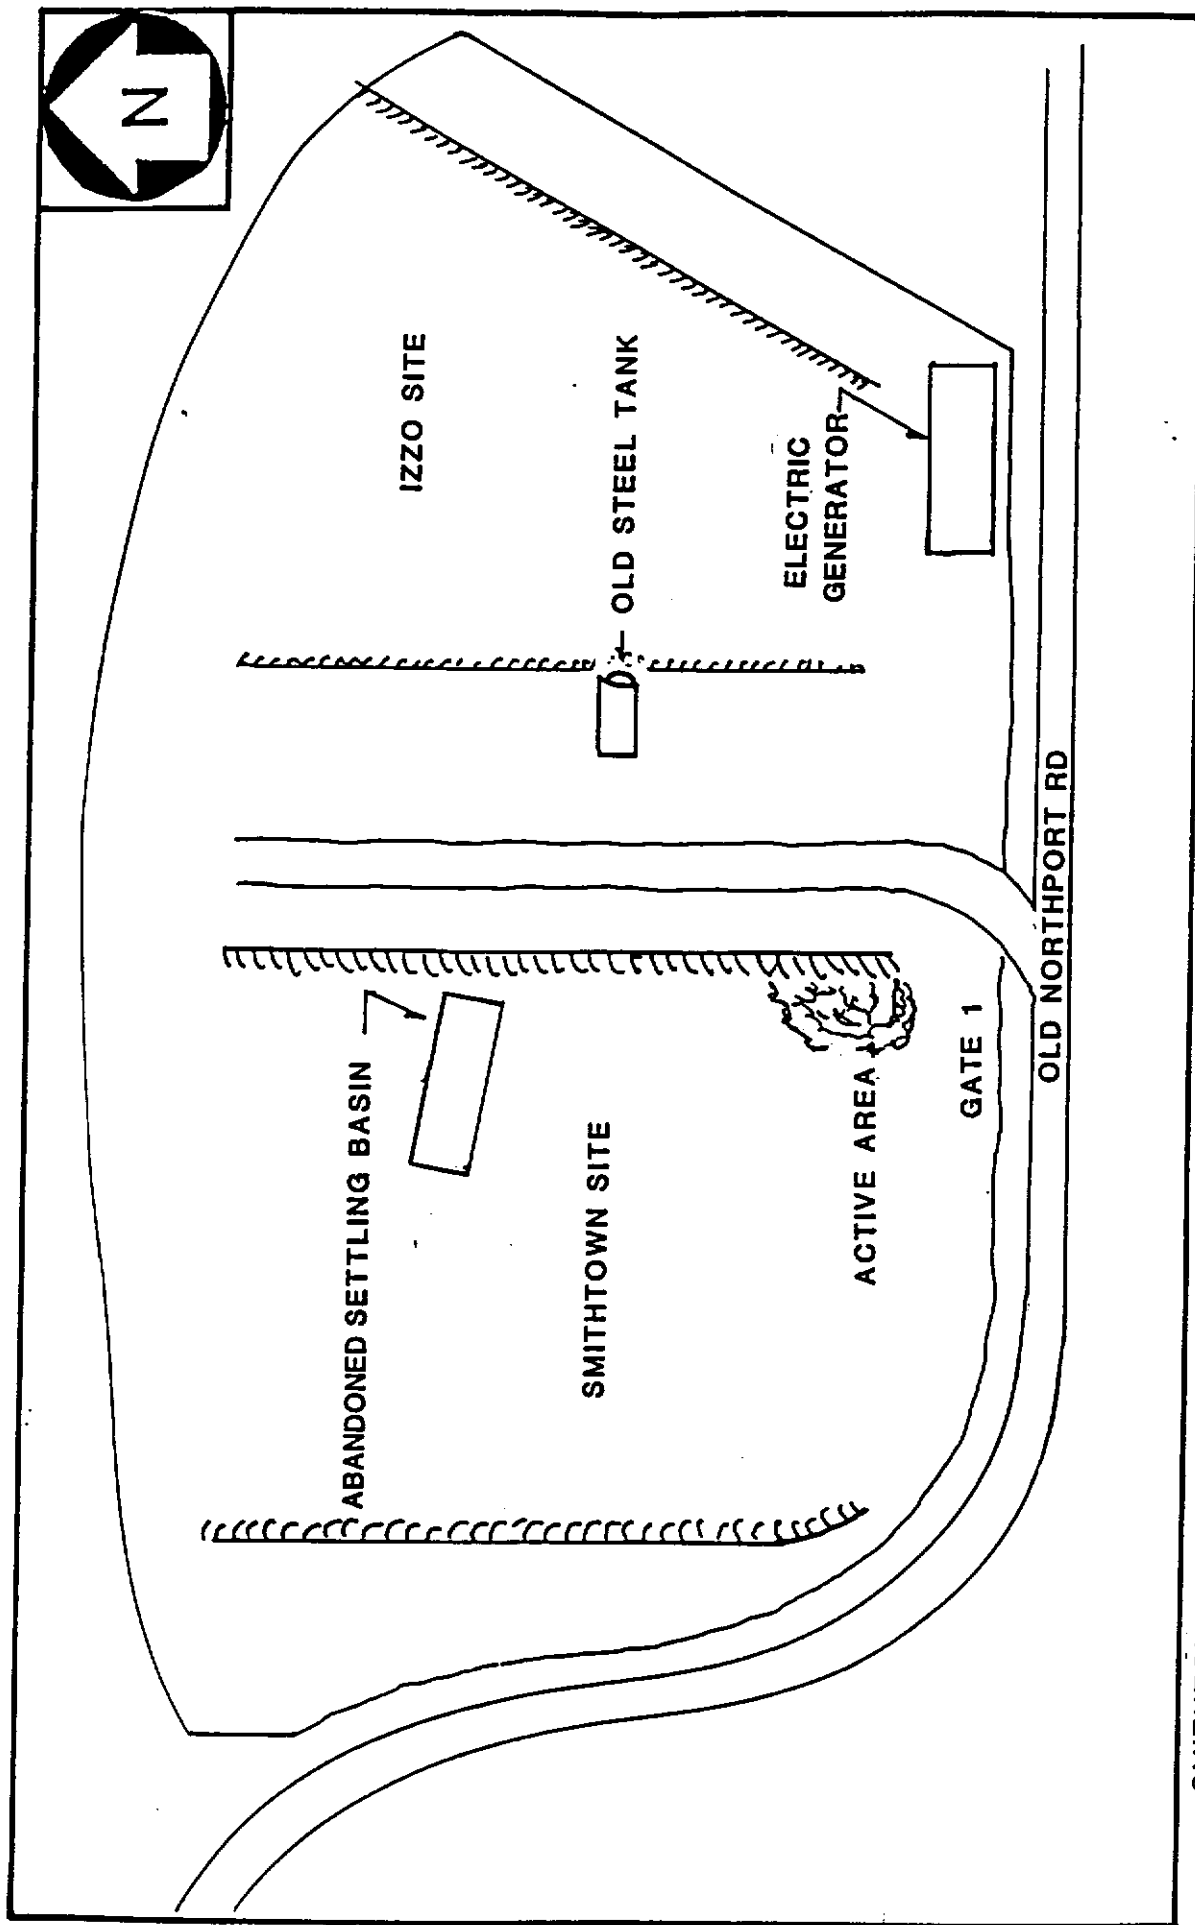 N
IZZO SITE
OLD STEEL TANK
ELECTRIC
GENERATOR
ABANDONED SETTLING BASIN
SMITHTOWN SITE
ACTIVE AREA
GATE 1
OLD NORTHPORT RD